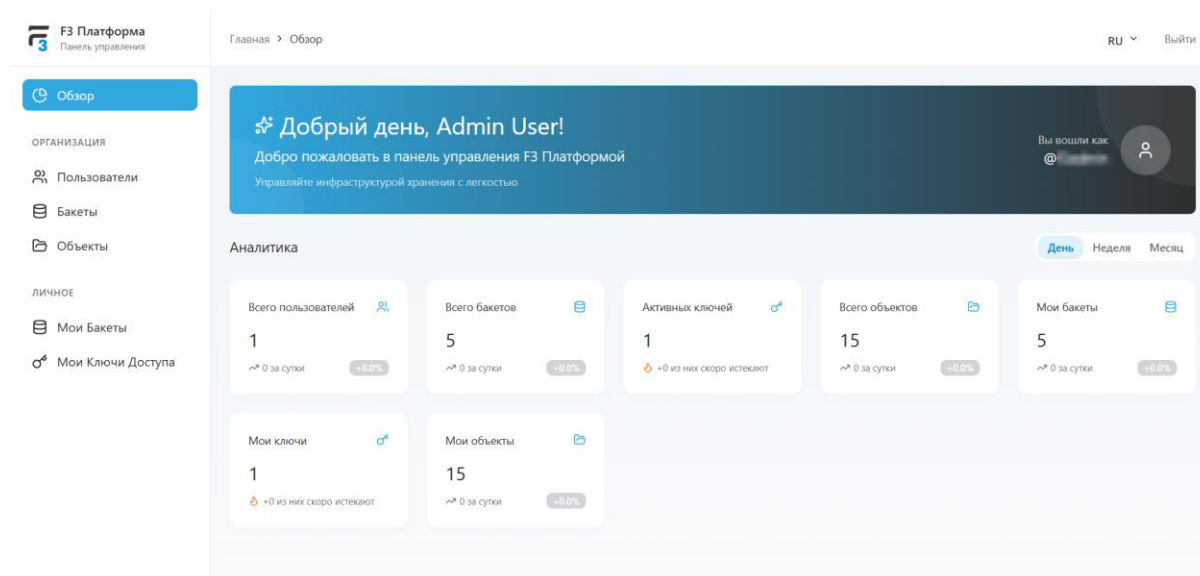 F3 Платформа
Панель управления
Главная > Обзор
RU
Выйти
Обзор
ОРГАНИЗАЦИЯ
Пользователи
Бакеты
Объекты
ЛИЧНОЕ
Мои Бакеты
Мои Ключи Доступа
Добрый день, Admin User!
Добро пожаловать в панель управления F3 Платформой
Управляйте инфраструктурой хранения с легкостью
Вы вошли как
@
Аналитика
День Неделя Месяц
Всего пользователей
1
0 за сутки +0.0%
Всего бакетов
5
0 за сутки +0.0%
Активных ключей
1
+0 из них скоро истекают
Всего объектов
15
0 за сутки +0.0%
Мои бакеты
5
0 за сутки +0.0%
Мои ключи
1
+0 из них скоро истекают
Мои объекты
15
0 за сутки +0.0%